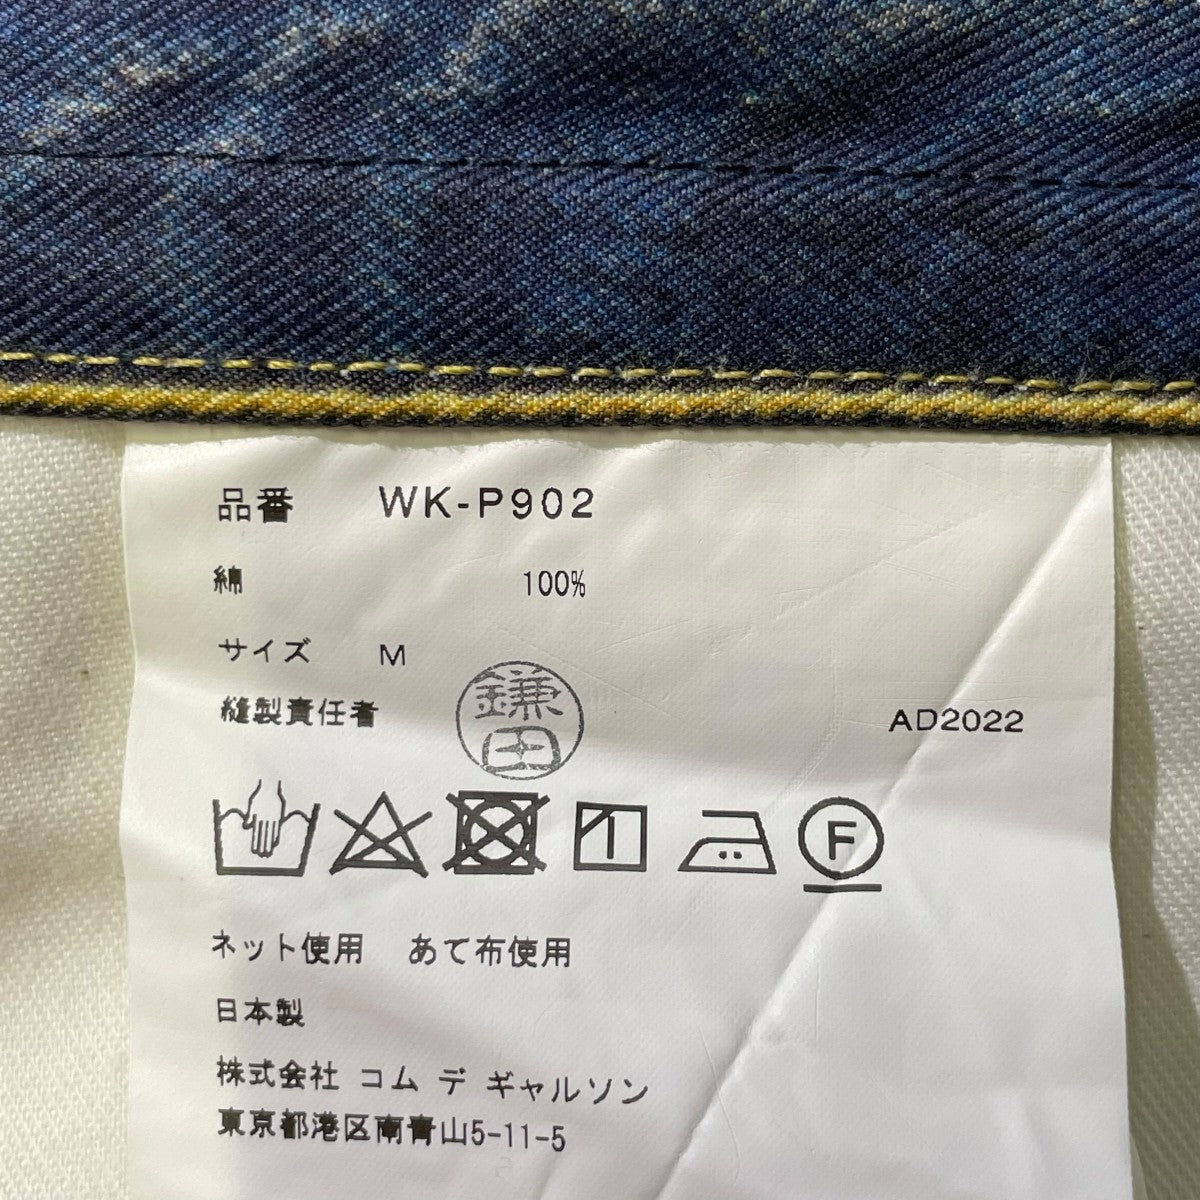 品番 WK-P902
綿 100%
サイズ M
縫製責任者 鎌田 AD2022
1 F
ネット使用 あて布使用
日本製
株式会社 コム デ ギャルソン
東京都港区南青山5-11-5